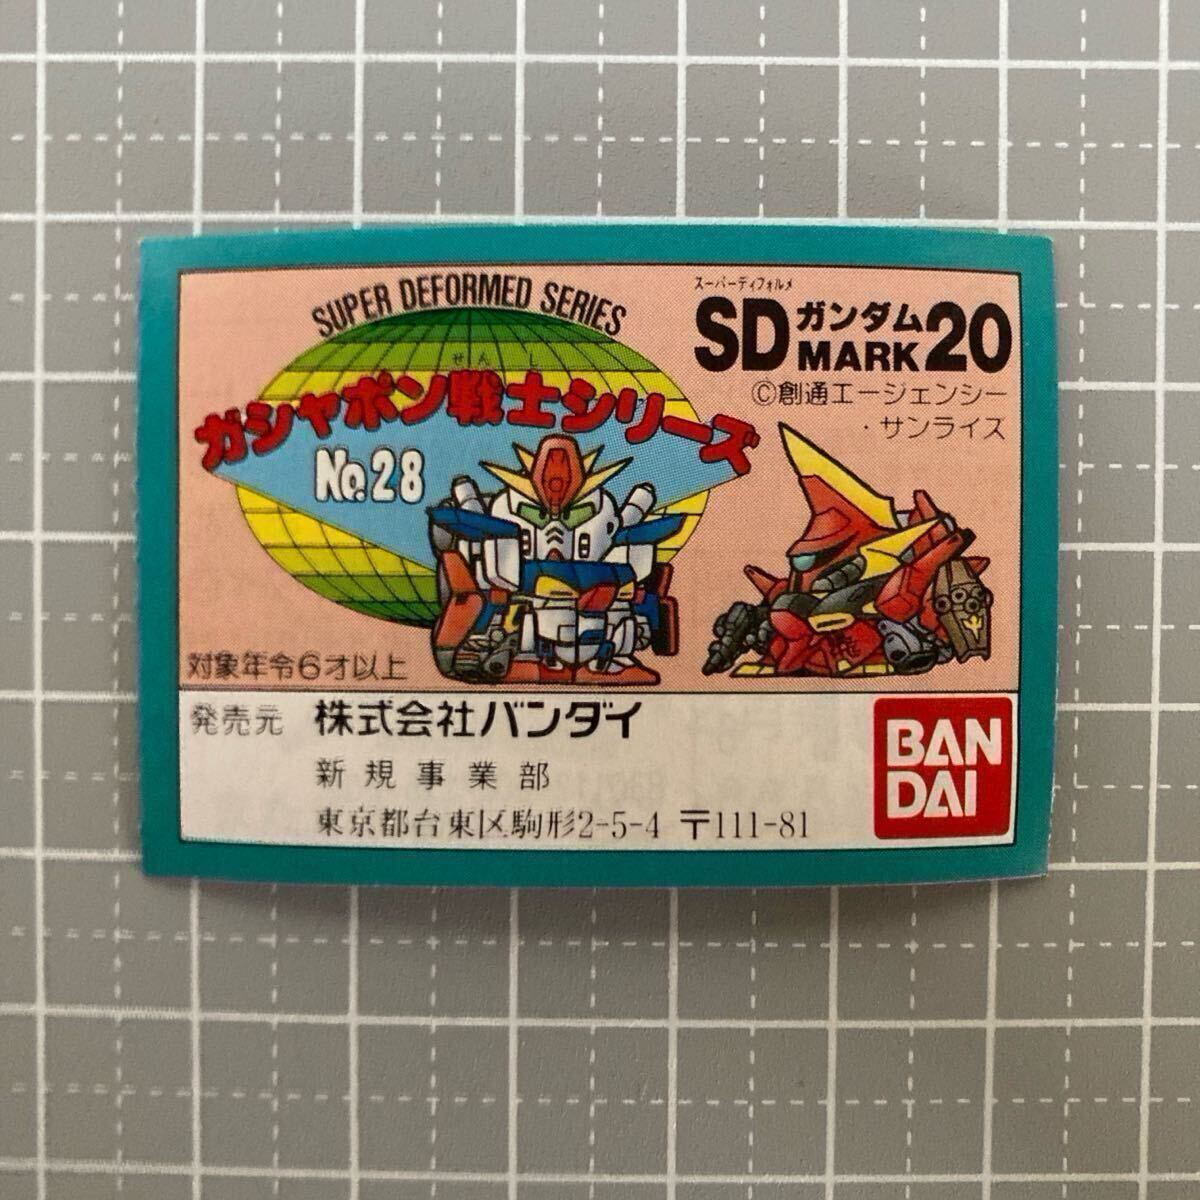 SUPER DEFORMED SERIES
せんし
ガシャポン戦士シリーズ
No.28
スーパーディフォルメ
SDガンダム
MARK20
©創通エージェンシー
・サンライズ
対象年令6才以上
発売元 株式会社バンダイ
新規事業部
東京都台東区駒形2-5-4 〒111-81
BAN
DAI